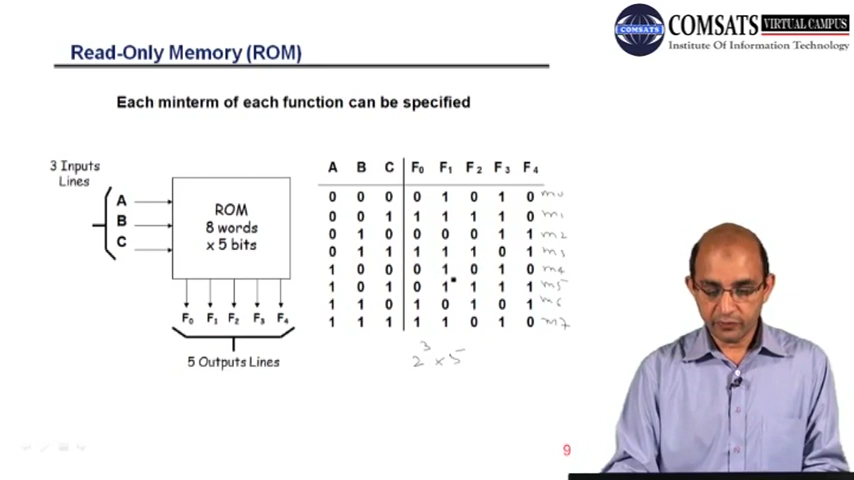 COMSATS VIRTUAL CAMPUS
Institute Of Information Technology
COMSATS
Read-Only Memory (ROM)
Each minterm of each function can be specified
3 Inputs
Lines
A
B
C
ROM
8 words
x 5 bits
F0 F1 F2 F3 F4
5 Outputs Lines
A B C F0 F1 F2 F3 F4
0 0 0 0 1 0 1 0 m0
0 0 1 1 1 1 1 0 m1
0 1 0 0 0 0 1 1 m2
0 1 1 1 1 1 0 1 m3
1 0 0 0 1 0 1 0 m4
1 0 1 0 1 1 1 1 m5
1 1 0 1 0 1 0 1 m6
1 1 1 1 1 0 1 0 m7
2^3 x 5
9